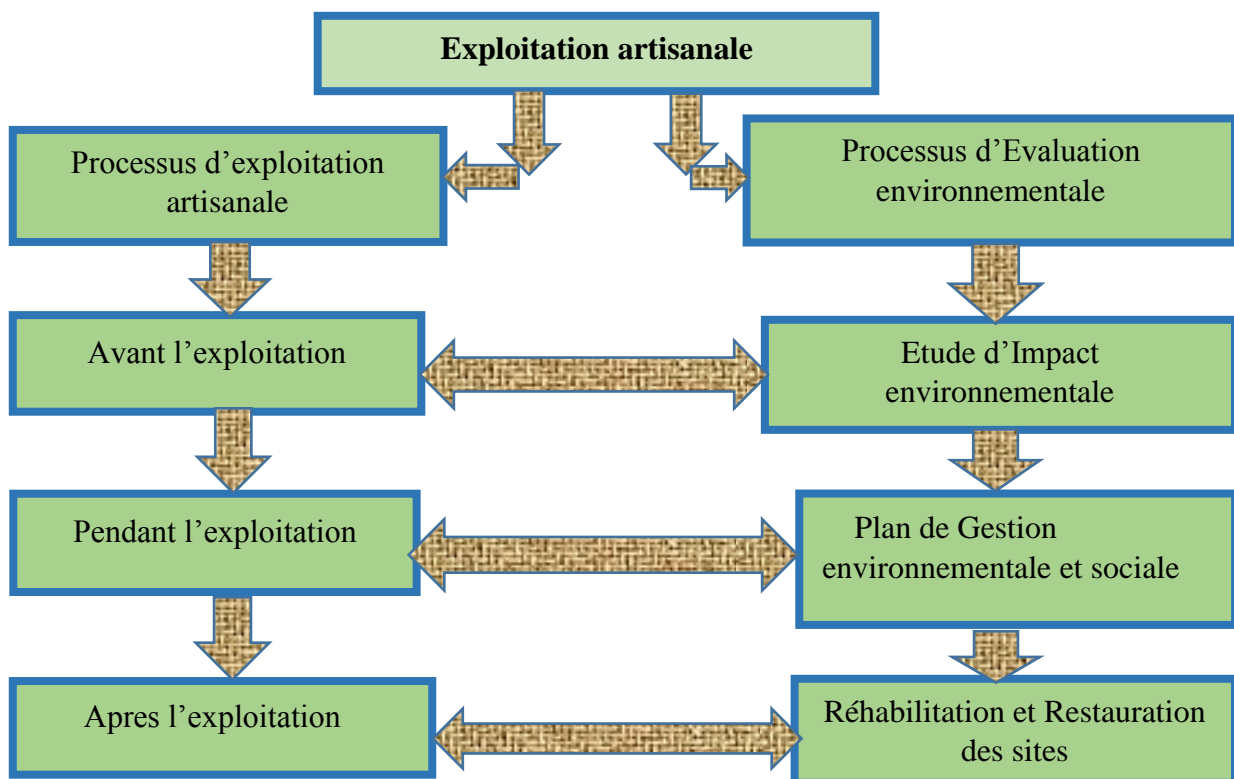 Exploitation artisanale
Processus d’exploitation
artisanale
Processus d’Evaluation
environnementale
Avant l’exploitation
Etude d’Impact
environnementale
Pendant l’exploitation
Plan de Gestion
environnementale et sociale
Apres l’exploitation
Réhabilitation et Restauration
des sites